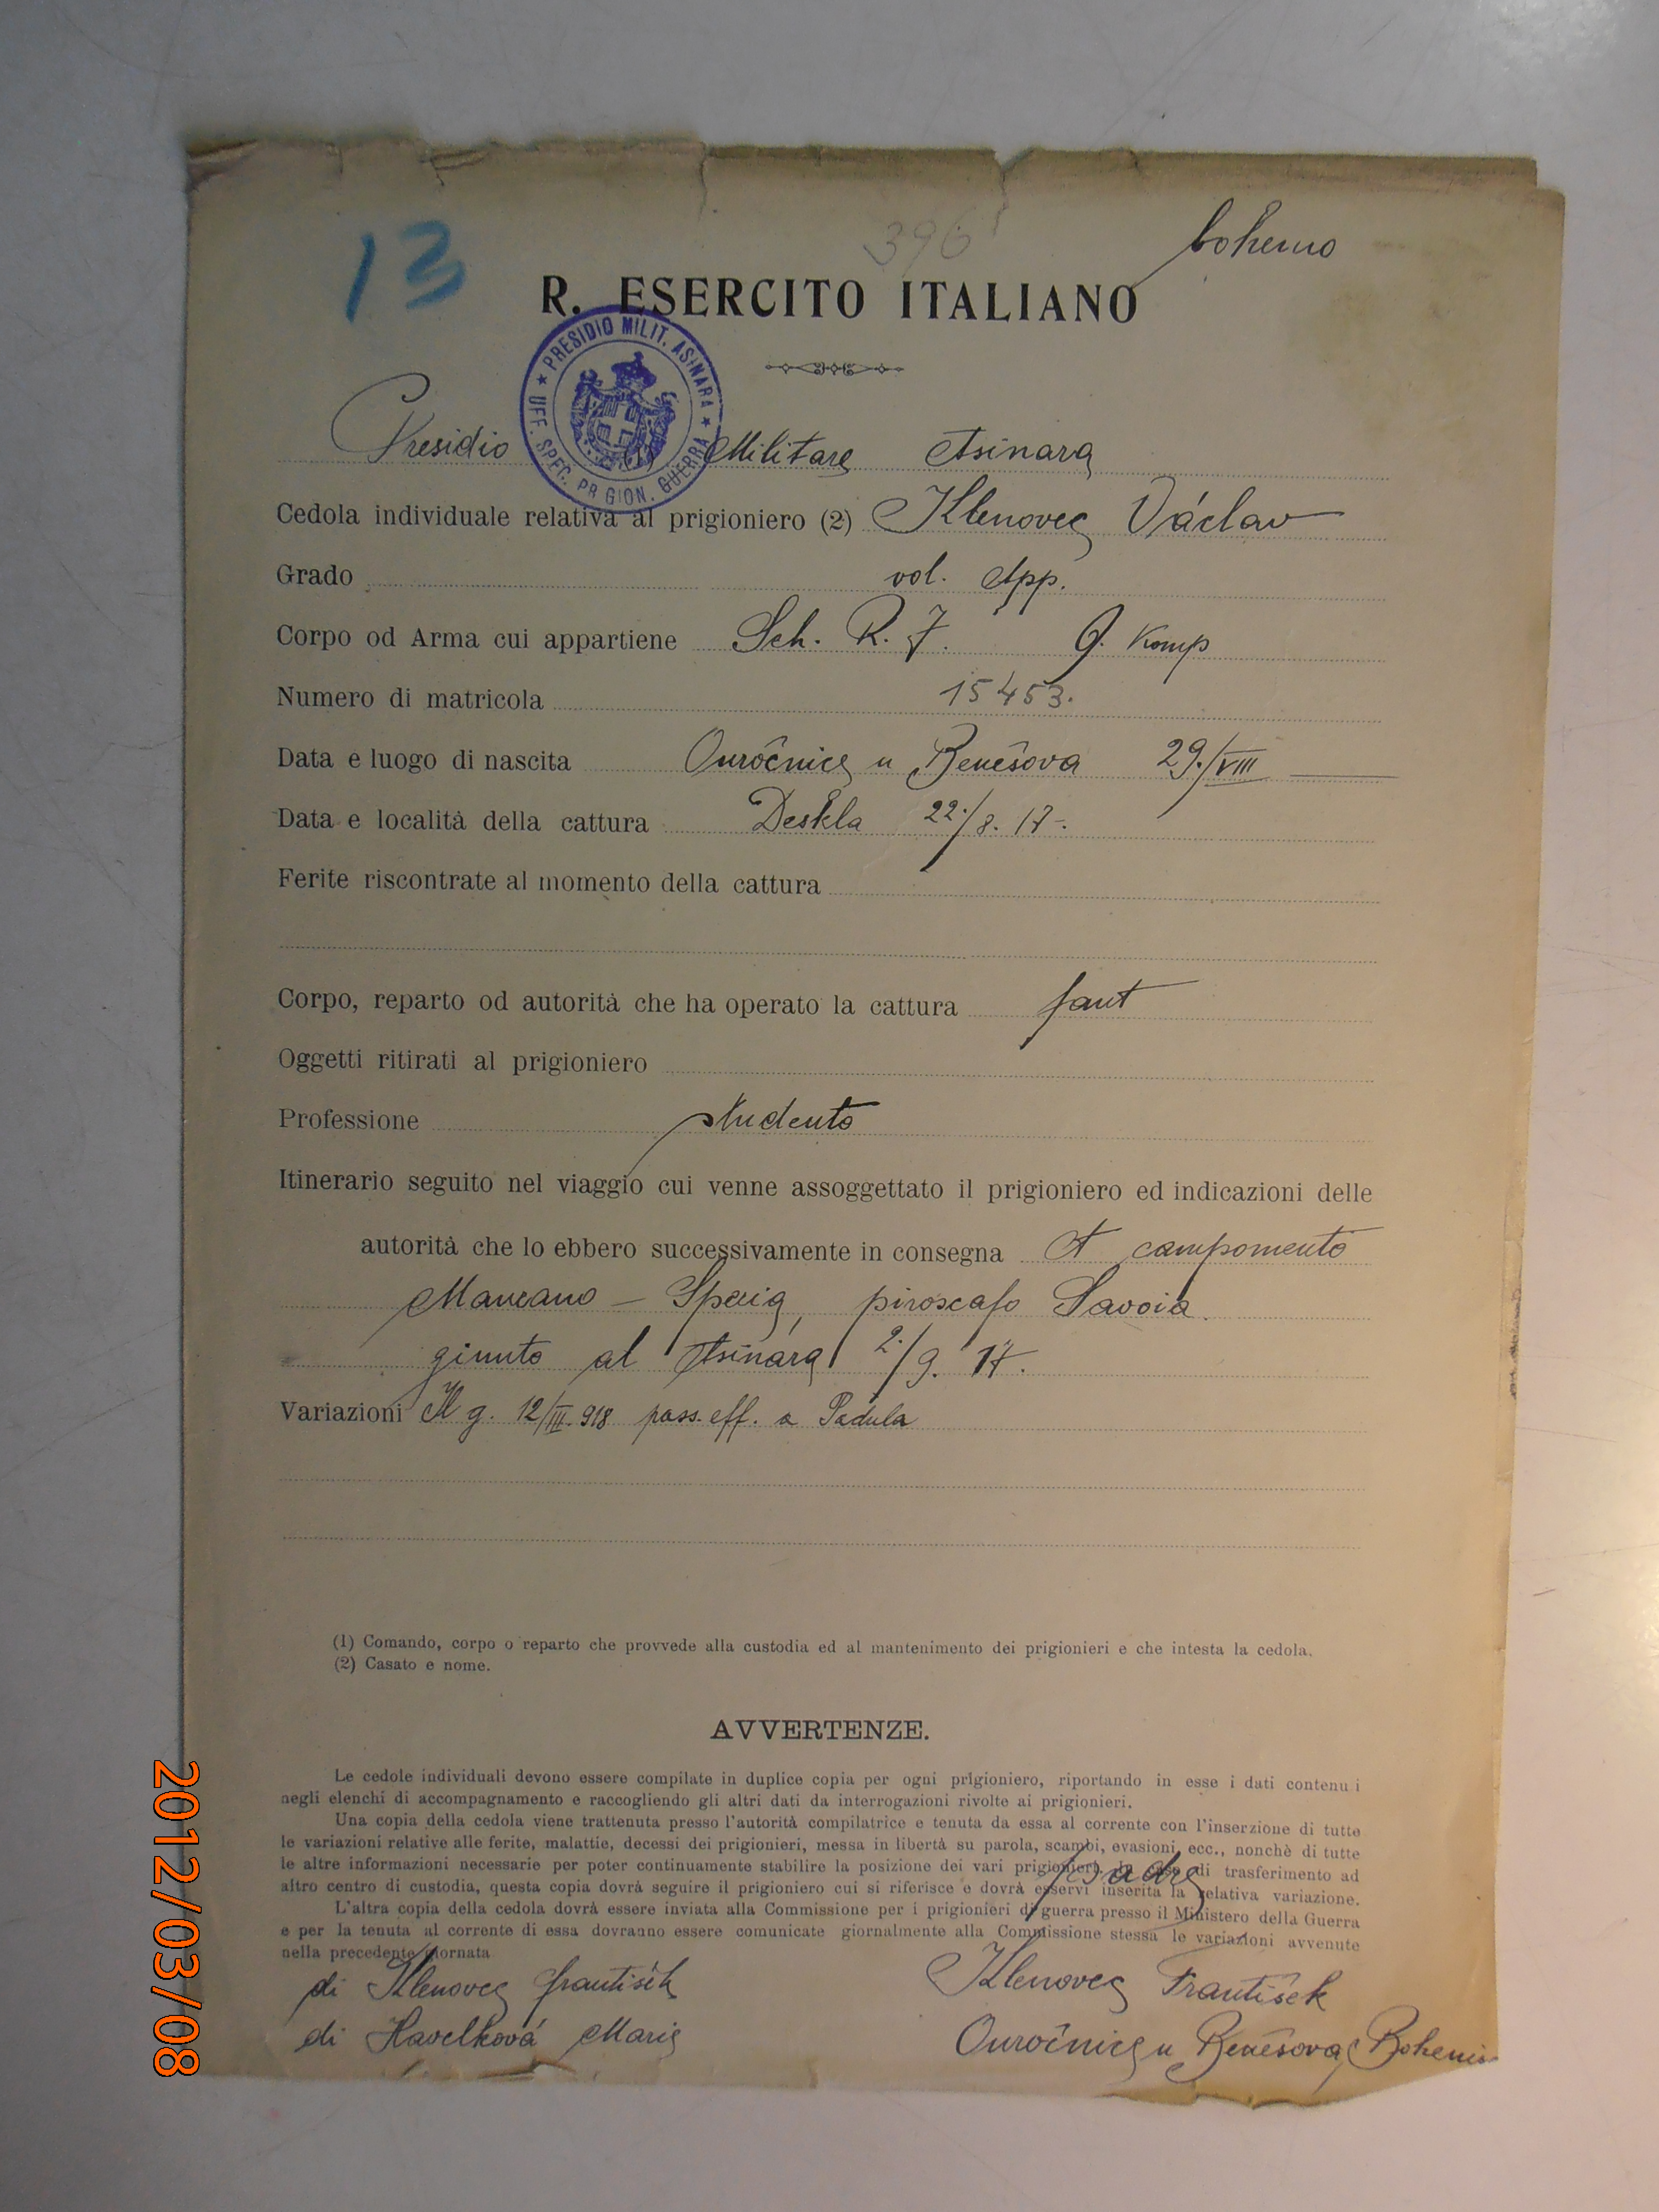 13
396
bohemo
R. ESERCITO ITALIANO
★ PRESIDIO MILIT. ASINARA ★ UFF. SPEC. PRIGION. GUERRA
Presidio Militare Asinara
Cedola individuale relativa al prigioniero (2) Klenovec Václav
Grado vol. App.
Corpo od Arma cui appartiene Sch. R. 7. 9. Komp
Numero di matricola 15453.
Data e luogo di nascita Ouročnice u Benešova 29./VIII
Data e località della cattura Deskla 22./8. 17.
Ferite riscontrate al momento della cattura
Corpo, reparto od autorità che ha operato la cattura fant
Oggetti ritirati al prigioniero
Professione studento
Itinerario seguito nel viaggio cui venne assoggettato il prigioniero ed indicazioni delle
autorità che lo ebbero successivamente in consegna A campomento
Manzano – Specia, piroscafo Savoia.
giunto al Asinara 2./9. 17.
Variazioni Il g. 12/III. 918 pass. eff. a Padula
(1) Comando, corpo o reparto che provvede alla custodia ed al mantenimento dei prigionieri e che intesta la cedola.
(2) Casato e nome.
AVVERTENZE.
Le cedole individuali devono essere compilate in duplice copia per ogni prigioniero, riportando in esse i dati contenu i
negli elenchi di accompagnamento e raccogliendo gli altri dati da interrogazioni rivolte ai prigionieri.
Una copia della cedola viene trattenuta presso l'autorità compilatrice e tenuta da essa al corrente con l'inserzione di tutte
le variazioni relative alle ferite, malattie, decessi dei prigionieri, messa in libertà su parola, scambi, evasioni, ecc., nonchè di tutte
le altre informazioni necessarie per poter continuamente stabilire la posizione dei vari prigionieri. In caso di trasferimento ad
altro centro di custodia, questa copia dovrà seguire il prigioniero cui si riferisce e dovrà esservi inserita la relativa variazione.
L'altra copia della cedola dovrà essere inviata alla Commissione per i prigionieri di guerra presso il Ministero della Guerra
e per la tenuta al corrente di essa dovranno essere comunicate giornalmente alla Commissione stessa le variazioni avvenute
nella precedente giornata
padre
di Klenovec František
Klenovec František
di Havelková Marie
Ouročnice u Benešova, Bohemia
2012/03/08